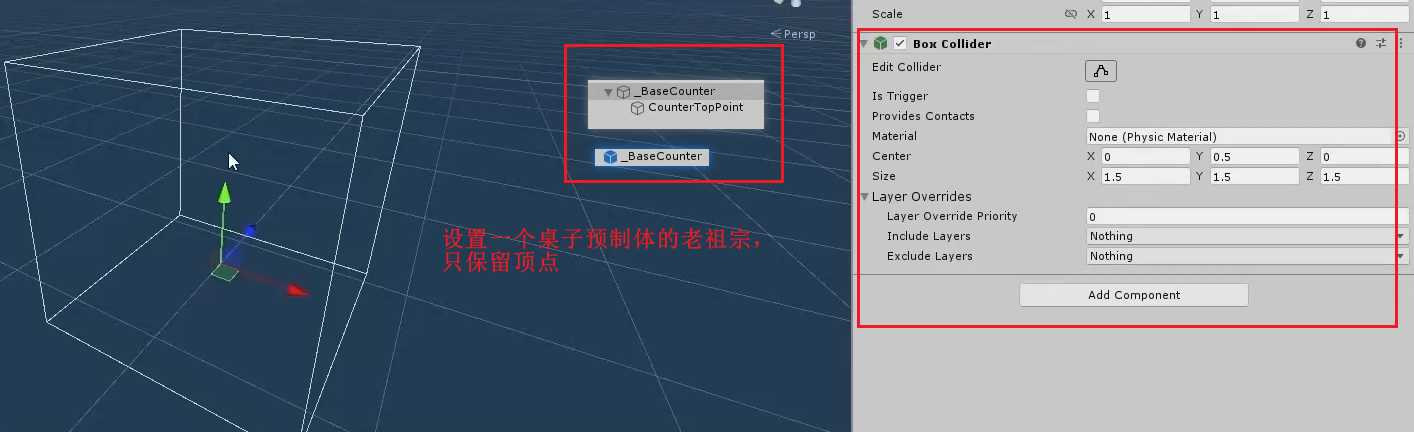 Scale X 1 Y 1 Z 1
Persp
Box Collider
_BaseCounter
CounterTopPoint
_BaseCounter
设置一个桌子预制体的老祖宗，
只保留顶点
Edit Collider
Is Trigger
Provides Contacts
Material None (Physic Material)
Center X 0 Y 0.5 Z 0
Size X 1.5 Y 1.5 Z 1.5
Layer Overrides
Layer Override Priority 0
Include Layers Nothing
Exclude Layers Nothing
Add Component